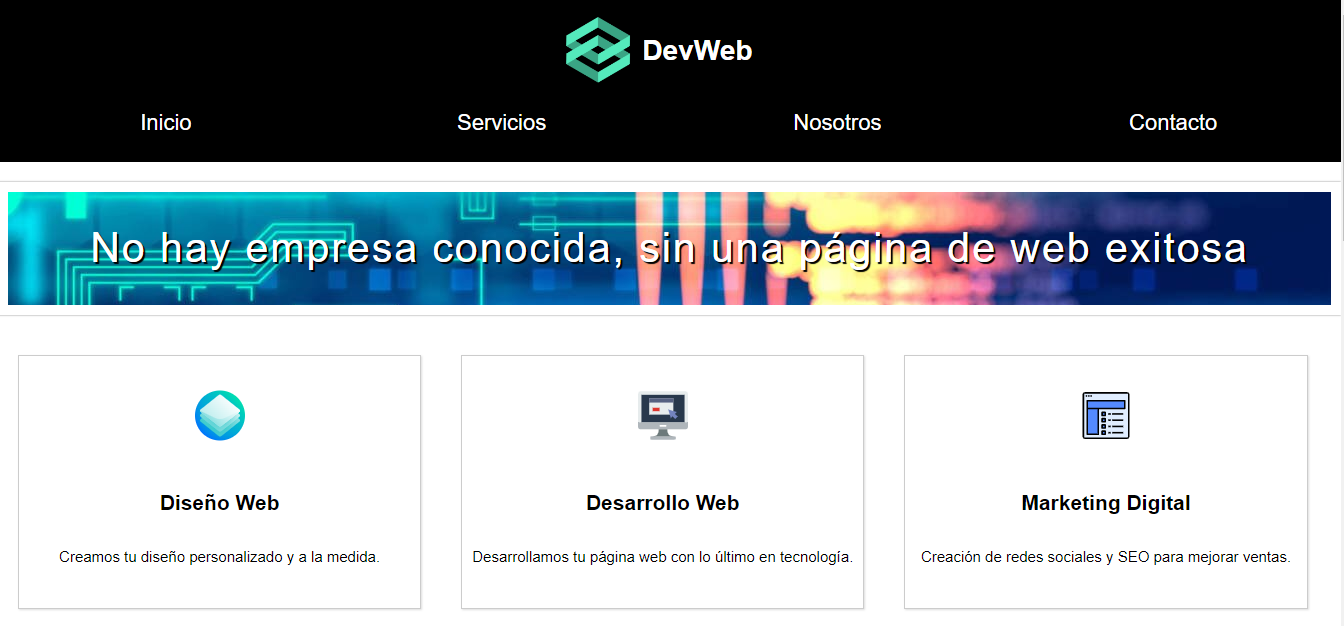 DevWeb
Inicio Servicios Nosotros Contacto
No hay empresa conocida, sin una página de web exitosa
Diseño Web
Creamos tu diseño personalizado y a la medida.
Desarrollo Web
Desarrollamos tu página web con lo último en tecnología.
Marketing Digital
Creación de redes sociales y SEO para mejorar ventas.